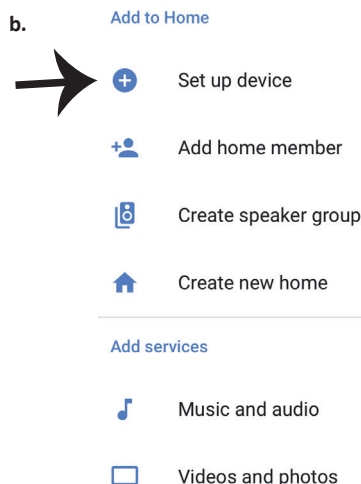 b.
Add to Home
Set up device
Add home member
Create speaker group
Create new home
Add services
Music and audio
Videos and photos